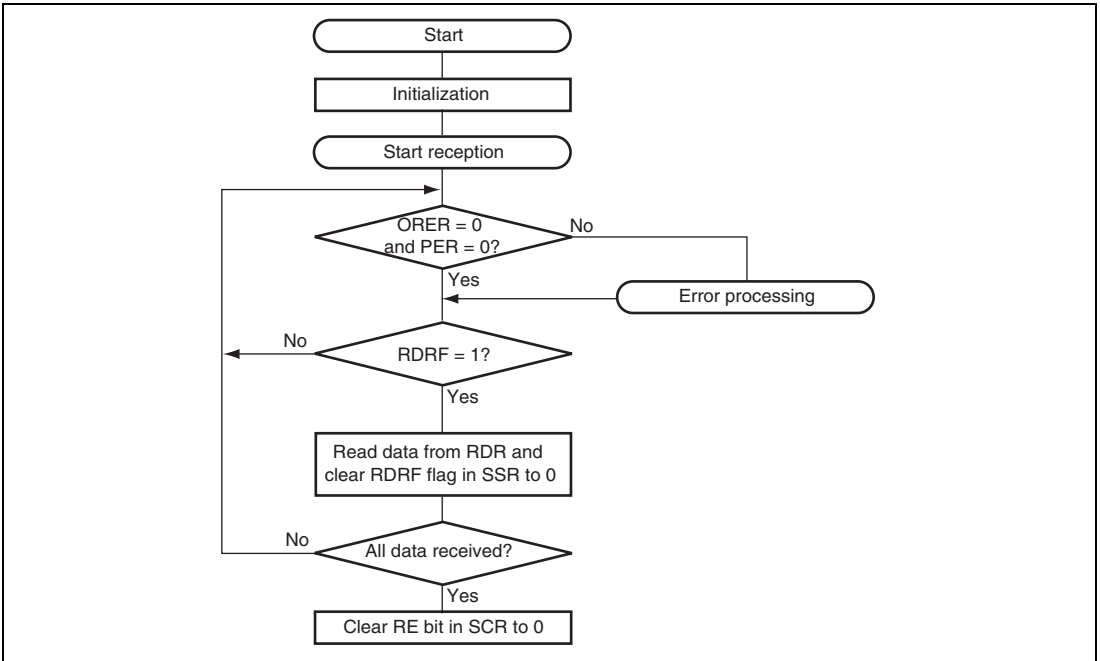 Start
Initialization
Start reception
ORER = 0
and PER = 0?
No
Yes
Error processing
No
RDRF = 1?
Yes
Read data from RDR and
clear RDRF flag in SSR to 0
No
All data received?
Yes
Clear RE bit in SCR to 0